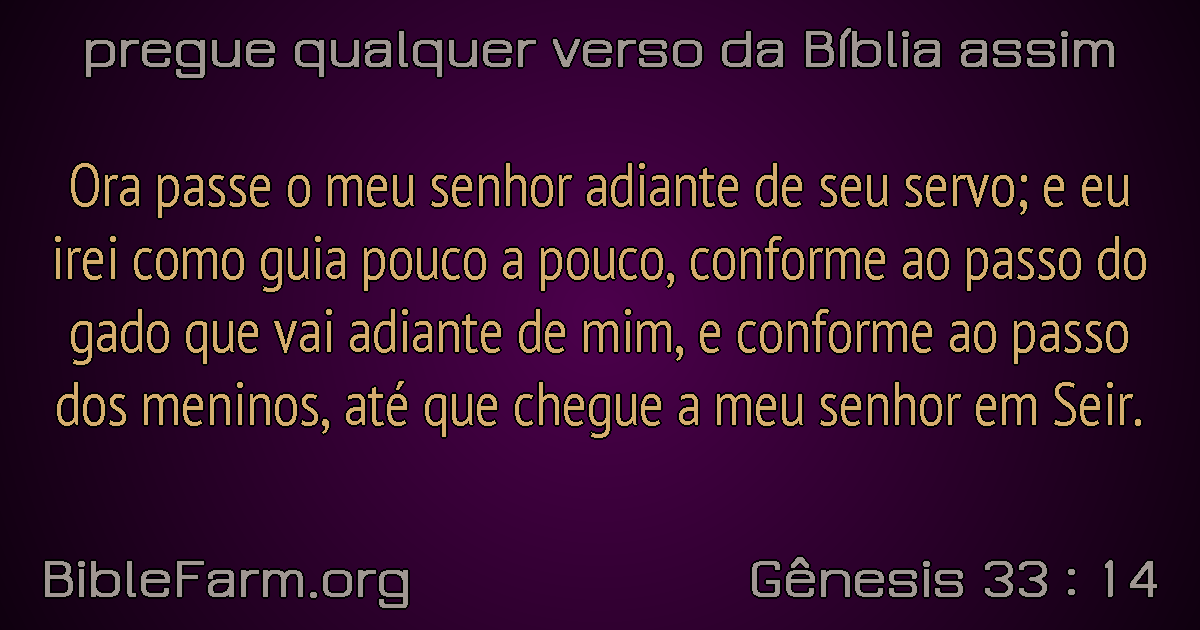 pregue qualquer verso da Bíblia assim
Ora passe o meu senhor adiante de seu servo; e eu
irei como guia pouco a pouco, conforme ao passo do
gado que vai adiante de mim, e conforme ao passo
dos meninos, até que chegue a meu senhor em Seir.
BibleFarm.org
Gênesis 33 : 14